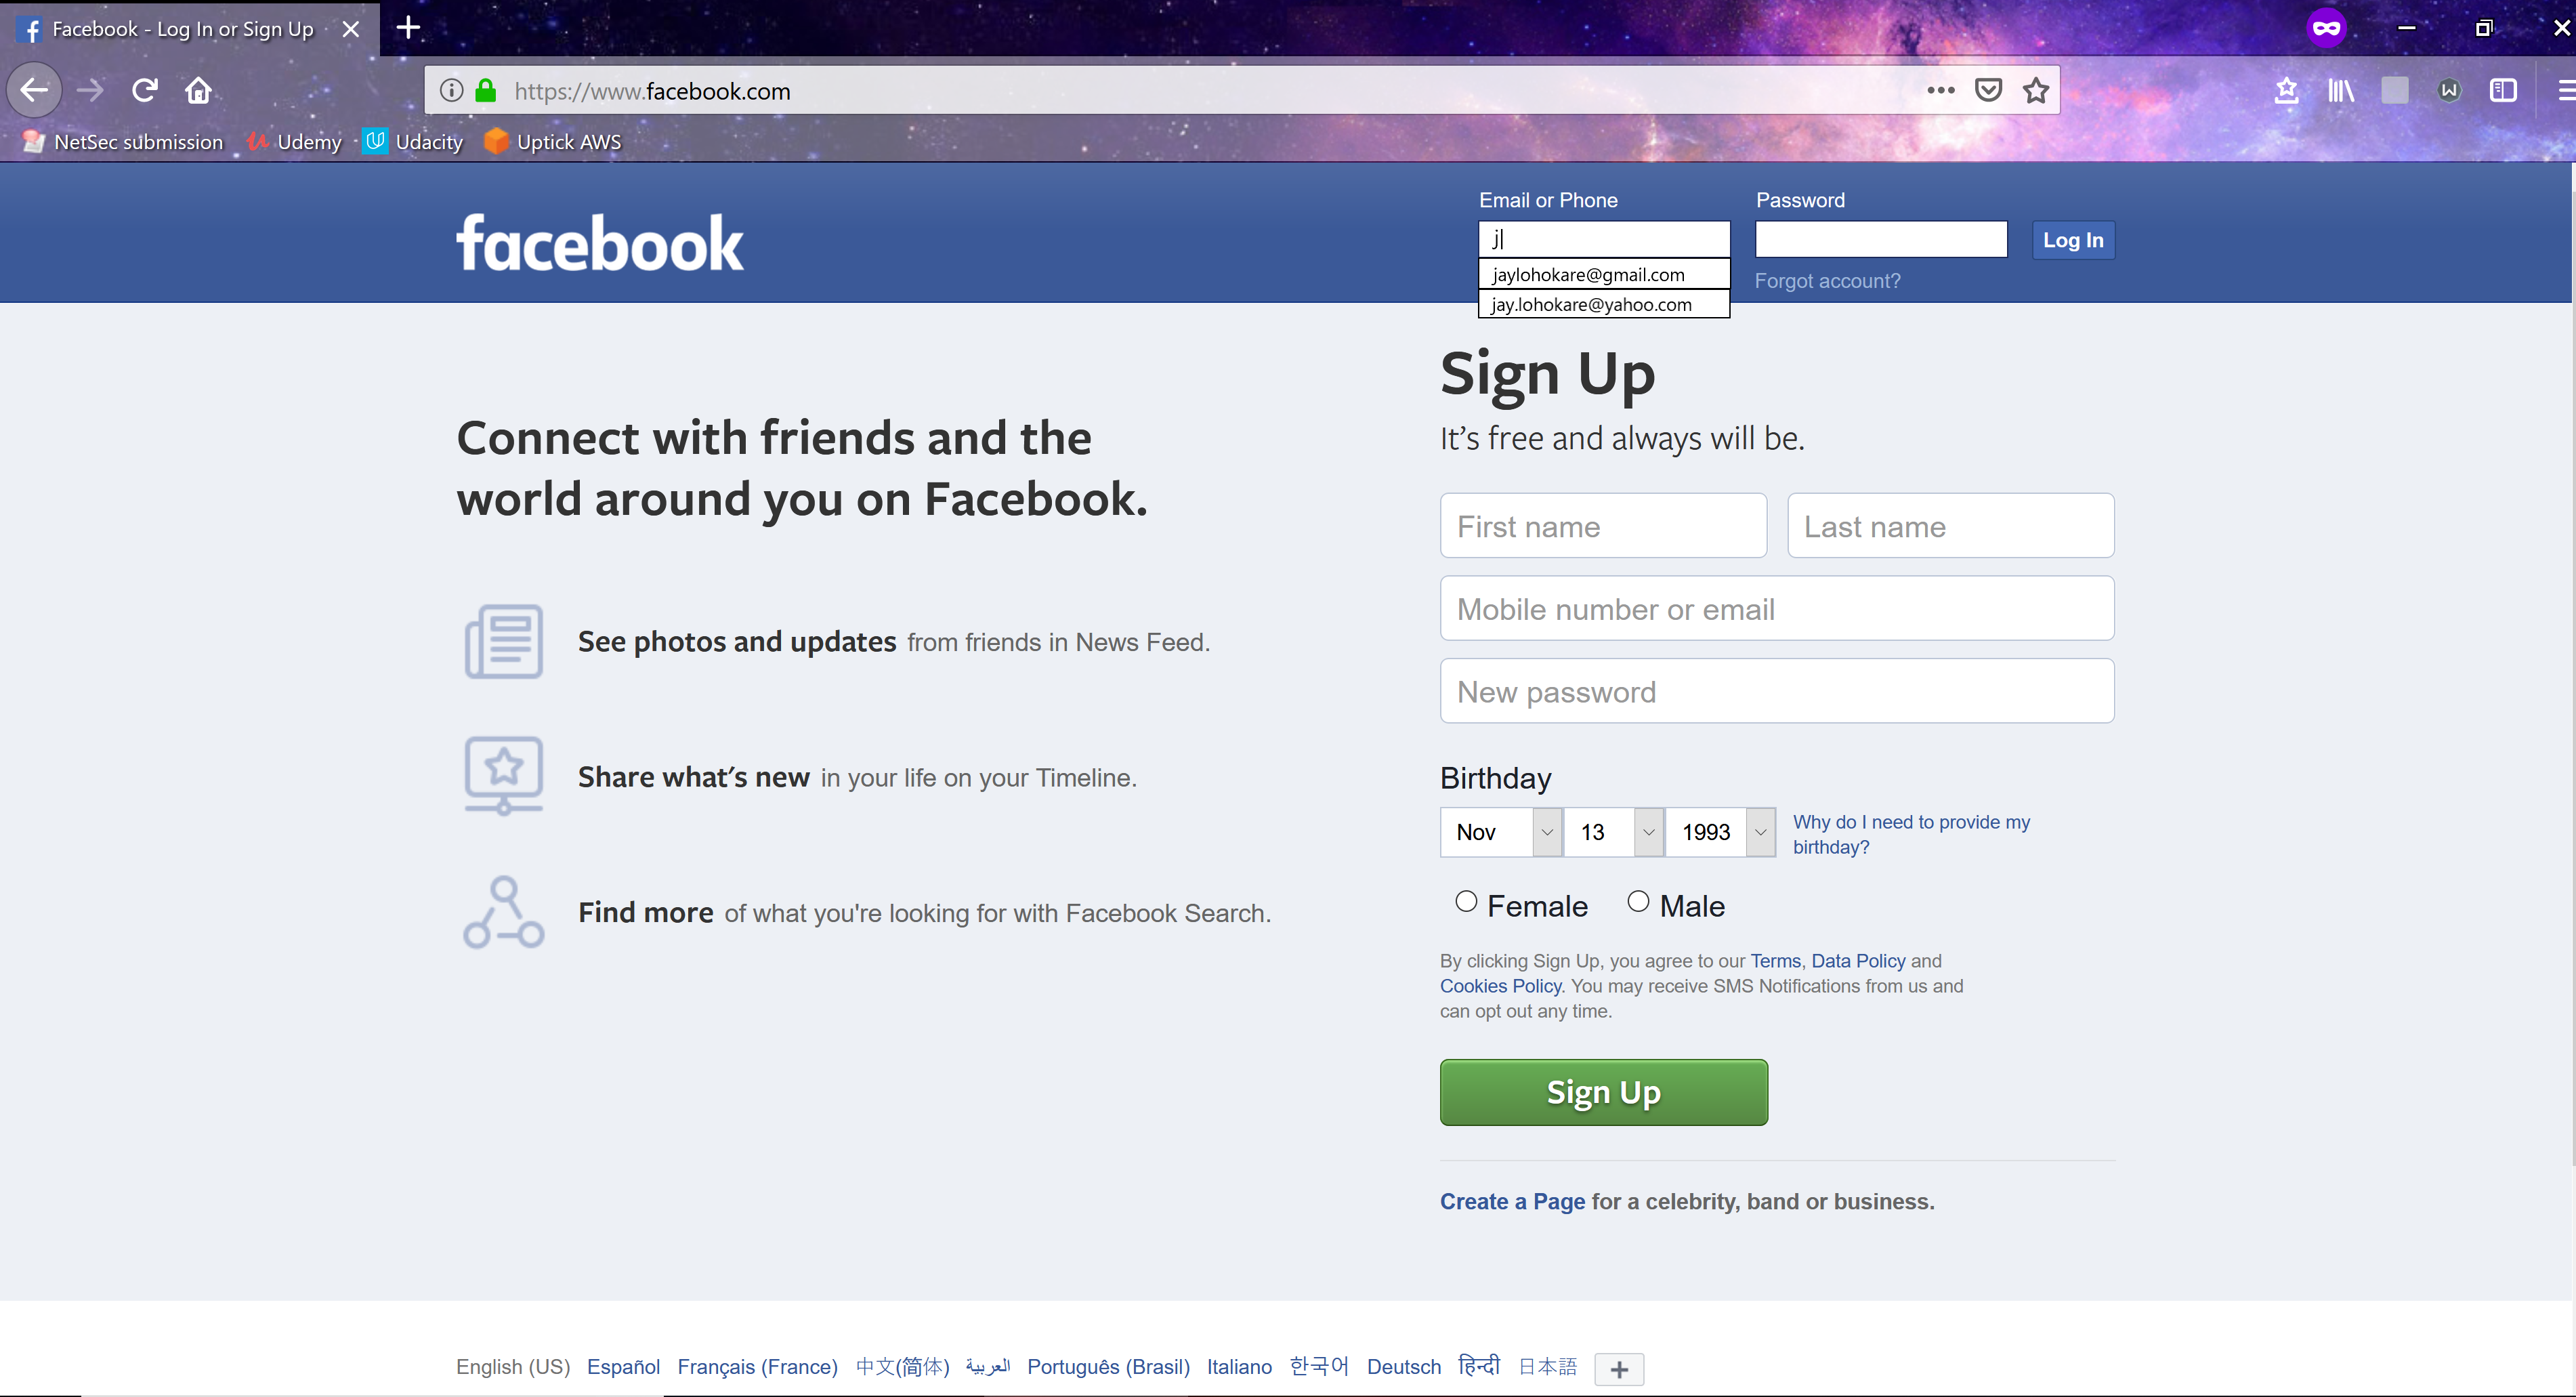 Facebook - Log In or Sign Up
https://www.facebook.com
NetSec submission Udemy Udacity Uptick AWS
facebook
Email or Phone
Password
j
Log In
jaylohokare@gmail.com
Forgot account?
jay.lohokare@yahoo.com
Connect with friends and the
world around you on Facebook.
See photos and updates from friends in News Feed.
Share what's new in your life on your Timeline.
Find more of what you're looking for with Facebook Search.
Sign Up
It's free and always will be.
First name
Last name
Mobile number or email
New password
Birthday
Nov 13 1993
Why do I need to provide my
birthday?
Female Male
By clicking Sign Up, you agree to our Terms, Data Policy and
Cookies Policy. You may receive SMS Notifications from us and
can opt out any time.
Sign Up
Create a Page for a celebrity, band or business.
English (US) Español Français (France) 中文(简体) العربية Português (Brasil) Italiano 한국어 Deutsch हिन्दी 日本語